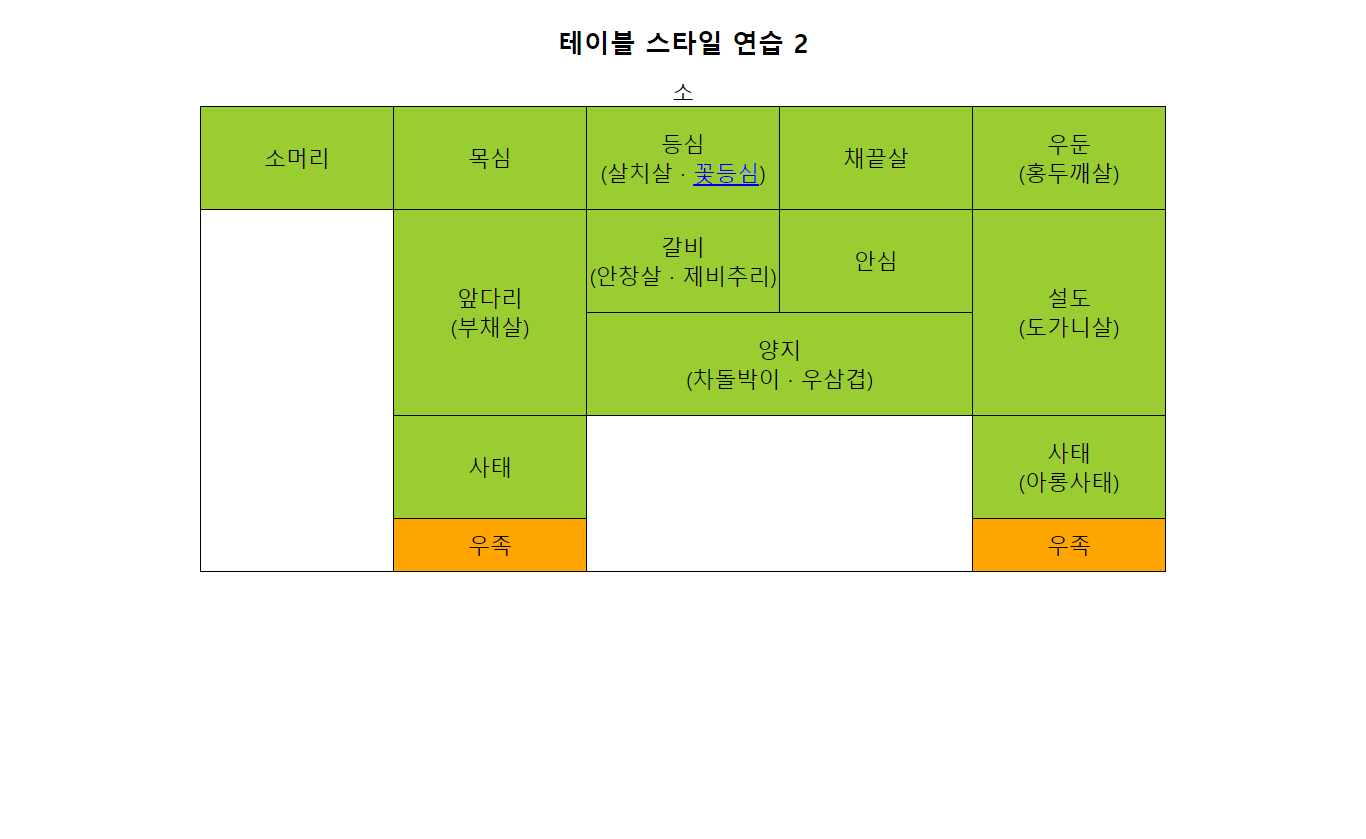 테이블 스타일 연습 2
소
소머리
목심
등심
(살치살 · 꽃등심)
채끝살
우둔
(홍두깨살)
앞다리
(부채살)
갈비
(안창살 · 제비추리)
안심
설도
(도가니살)
양지
(차돌박이 · 우삼겹)
사태
사태
(아롱사태)
우족
우족